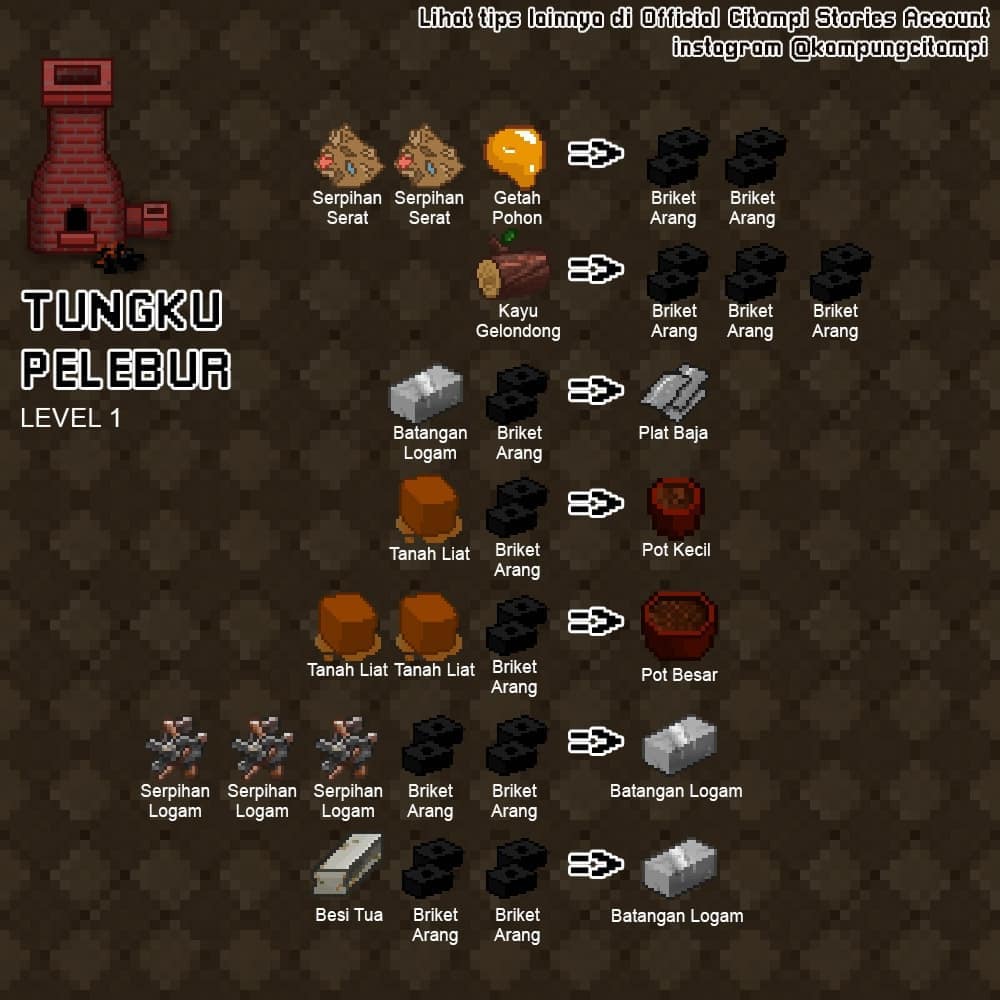 Lihat tips lainnya di Official Citampi Stories Account
instagram @kampungcitampi
Serpihan Serpihan Getah Briket Briket
Serat Serat Pohon Arang Arang
Kayu Briket Briket Briket
Gelondong Arang Arang Arang
TUNGKU
PELEBUR
LEVEL 1
Batangan Briket Plat Baja
Logam Arang
Tanah Liat Briket Pot Kecil
Arang
Tanah Liat Tanah Liat Briket Pot Besar
Arang
Serpihan Serpihan Serpihan Briket Briket Batangan Logam
Logam Logam Logam Arang Arang
Besi Tua Briket Briket Batangan Logam
Arang Arang